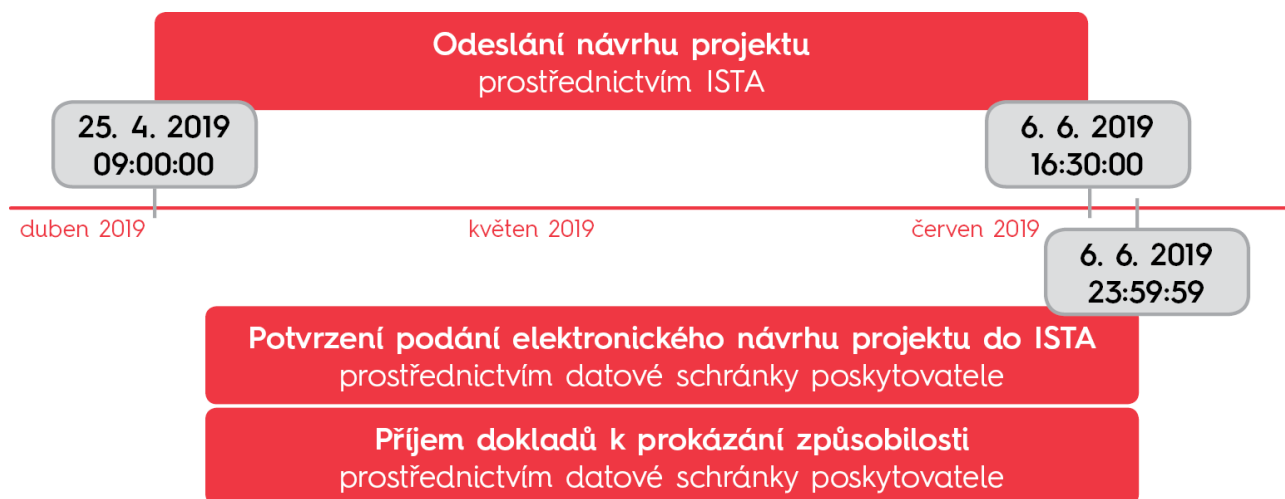 Odeslání návrhu projektu
prostřednictvím ISTA
25. 4. 2019
09:00:00
6. 6. 2019
16:30:00
duben 2019
květen 2019
červen 2019
6. 6. 2019
23:59:59
Potvrzení podání elektronického návrhu projektu do ISTA
prostřednictvím datové schránky poskytovatele
Příjem dokladů k prokázání způsobilosti
prostřednictvím datové schránky poskytovatele